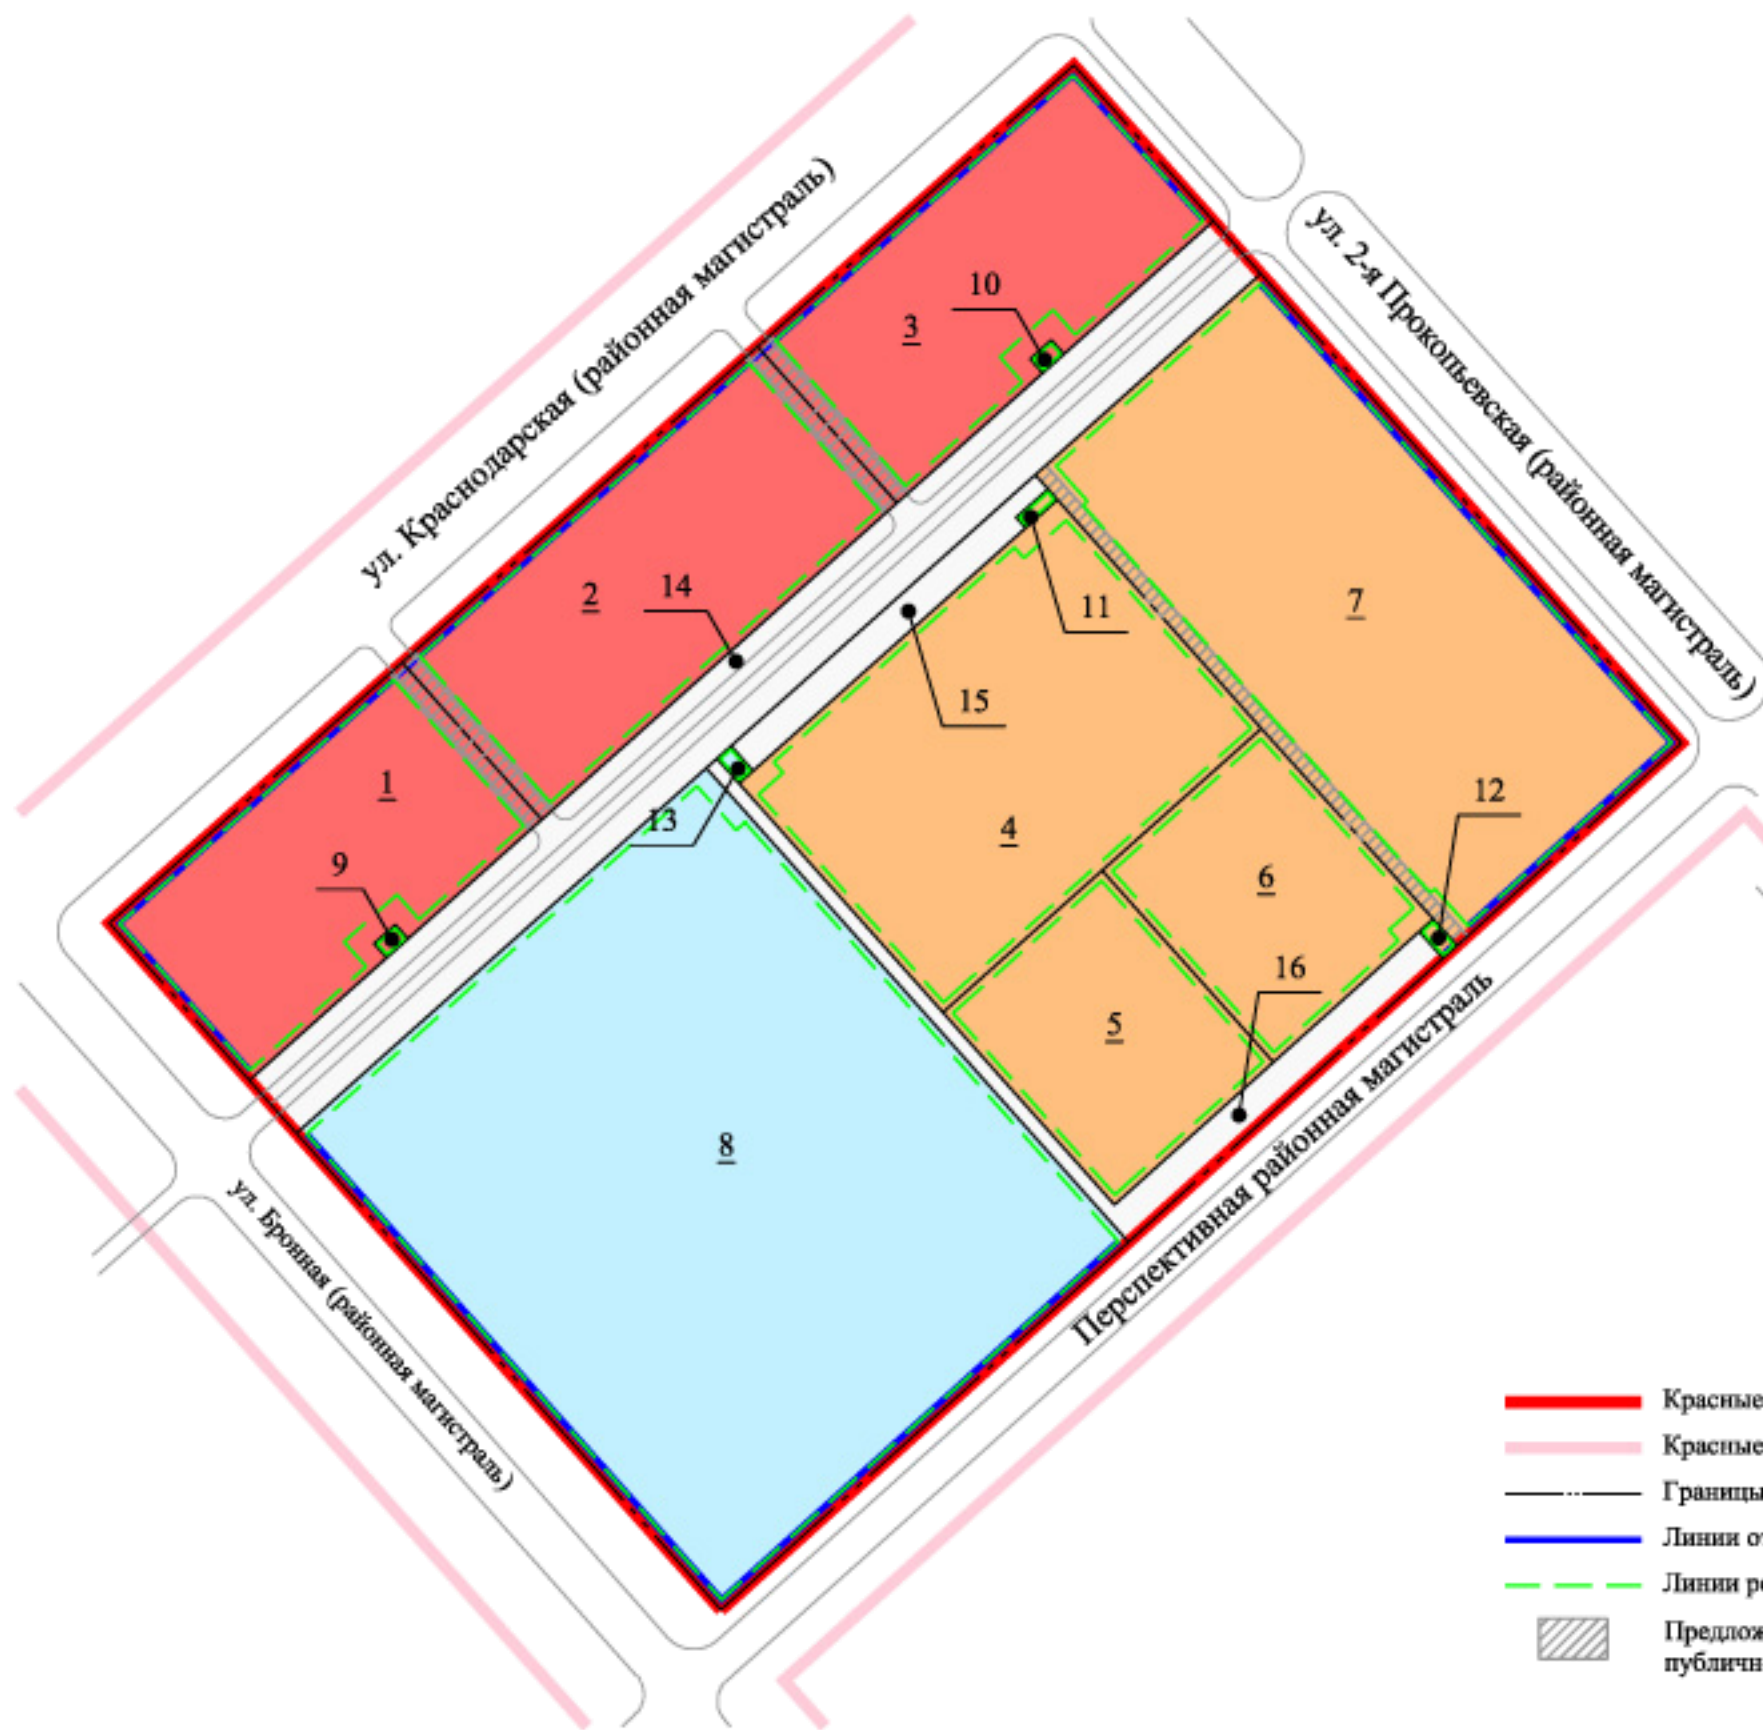 ул. Краснодарская (районная магистраль)
ул. 2-я Прокопьевская (районная магистраль)
10
3
2
14
11
7
15
1
13
4
12
9
6
16
5
8
Перспективная районная магистраль
ул. Бронная (районная магистраль)
Красные
Красные
Границы
Линии
Линии
публичн